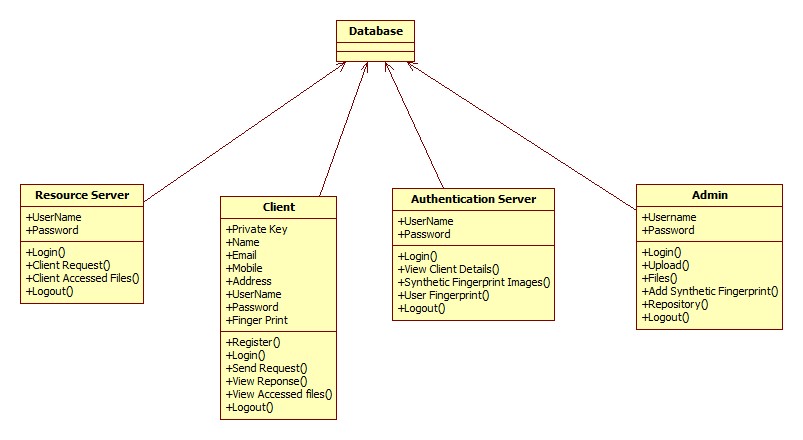 Database
Resource Server
+UserName
+Password
+Login()
+Client Request()
+Client Accessed Files()
+Logout()
Client
+Private Key
+Name
+Email
+Mobile
+Address
+UserName
+Password
+Finger Print
+Register()
+Login()
+Send Request()
+View Reponse()
+View Accessed files()
+Logout()
Authentication Server
+UserName
+Password
+Login()
+View Client Details()
+Synthetic Fingerprint Images()
+User Fingerprint()
+Logout()
Admin
+Username
+Password
+Login()
+Upload()
+Files()
+Add Synthetic Fingerprint()
+Repository()
+Logout()